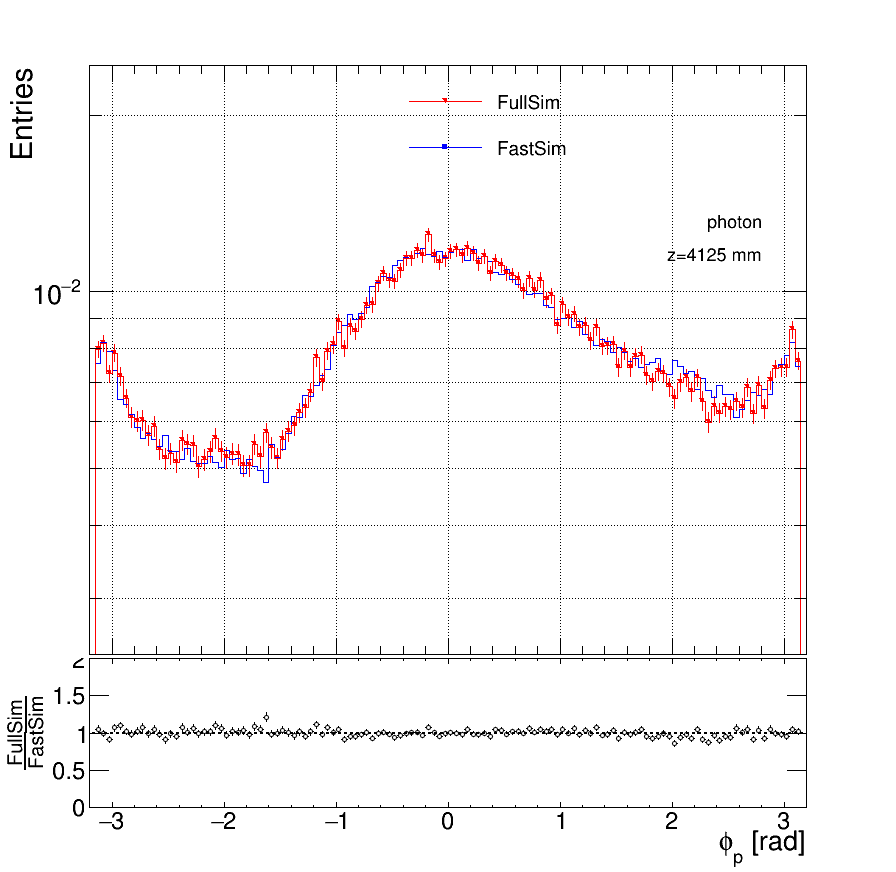 Entries
FullSim
FastSim
photon
z=4125 mm
10⁻²
2
1.5
1
0.5
0
FullSim
FastSim
−3 −2 −1 0 1 2 3
ϕp [rad]